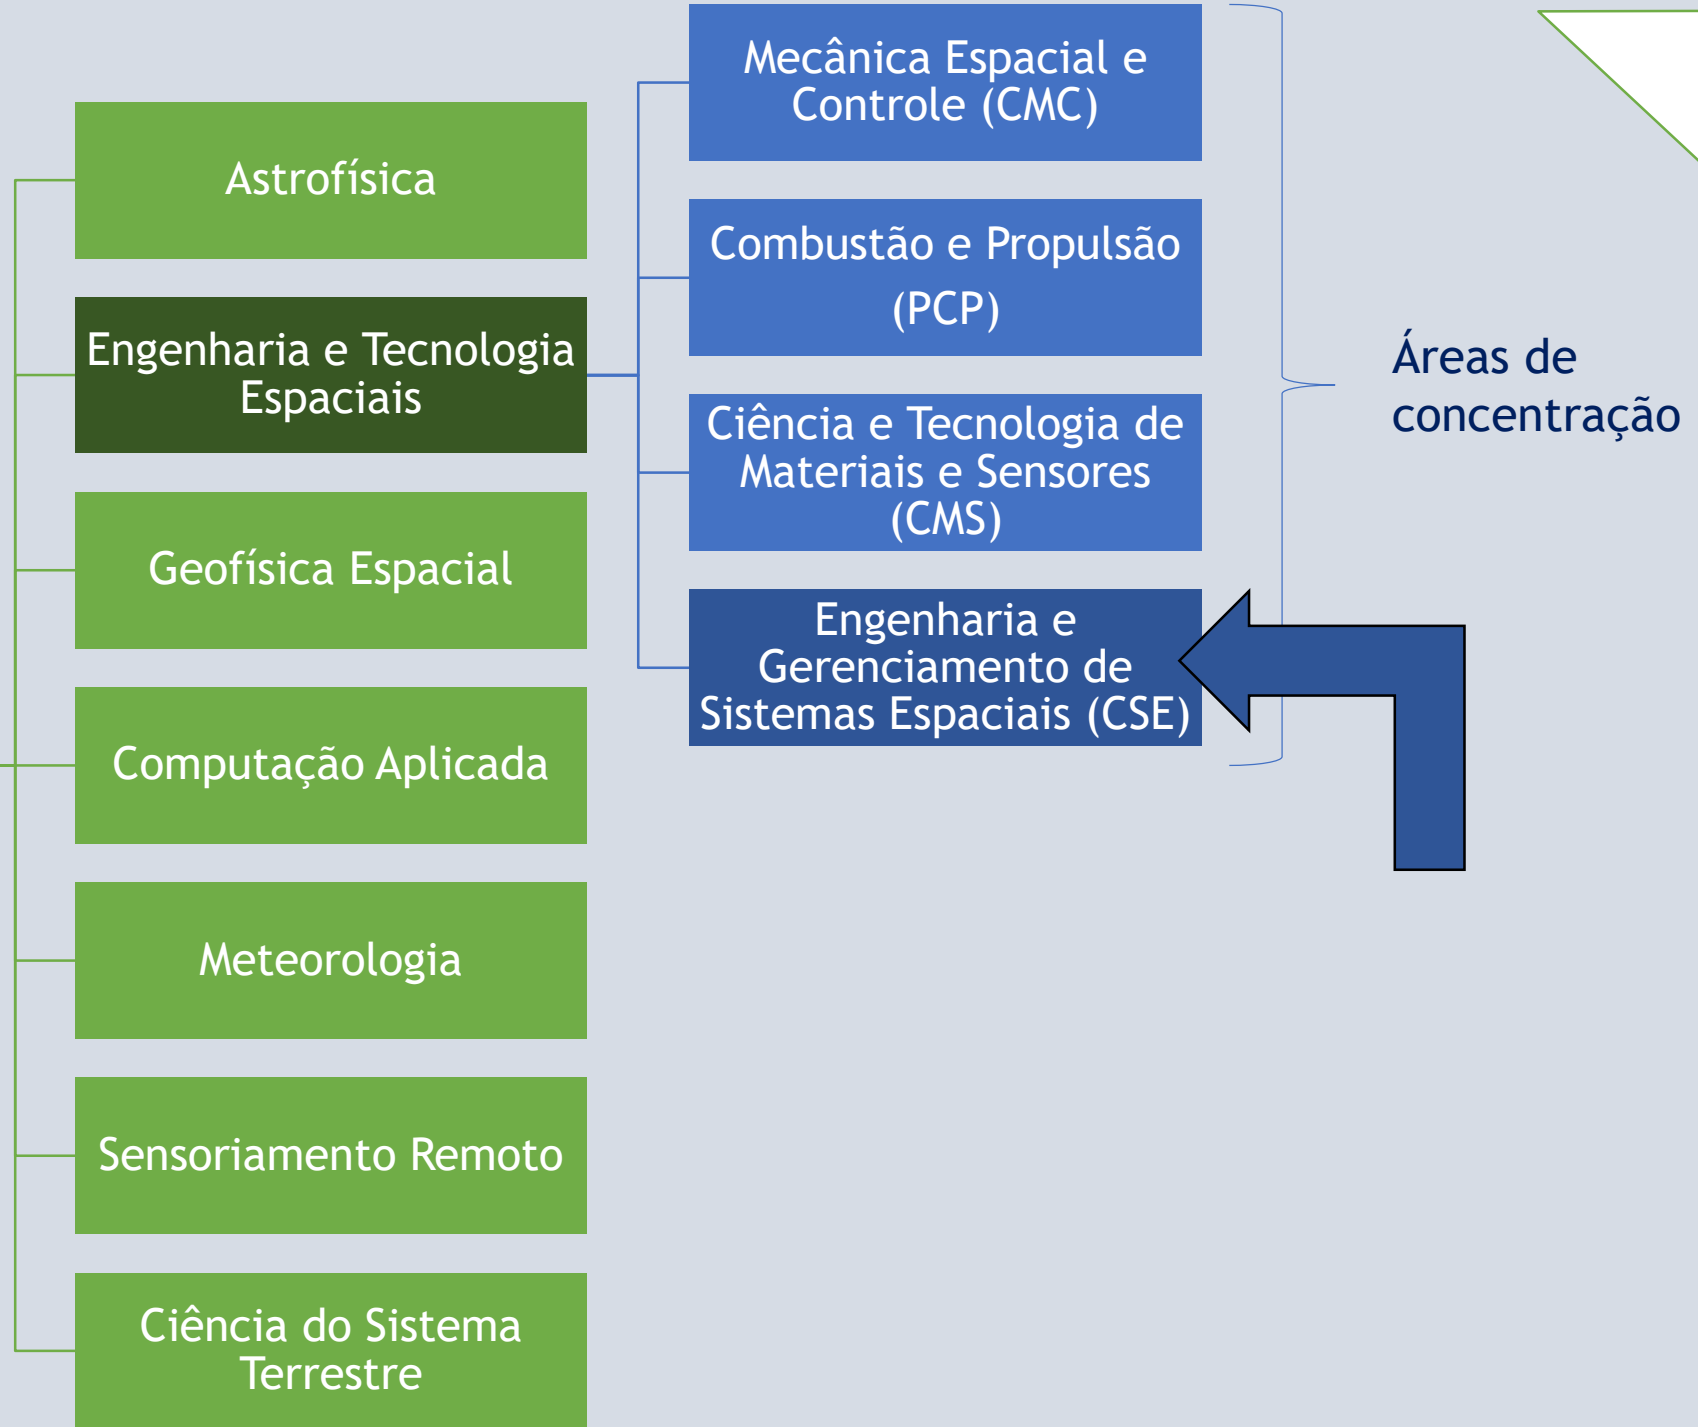 Astrofísica
Engenharia e Tecnologia
Espaciais
Geofísica Espacial
Computação Aplicada
Meteorologia
Sensoriamento Remoto
Ciência do Sistema
Terrestre
Mecânica Espacial e
Controle (CMC)
Combustão e Propulsão
(PCP)
Ciência e Tecnologia de
Materiais e Sensores
(CMS)
Engenharia e
Gerenciamento de
Sistemas Espaciais (CSE)
Áreas de
concentração